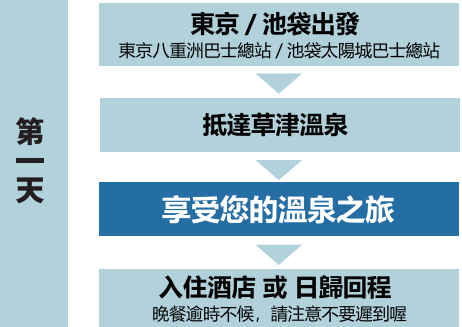 第一天
東京 / 池袋出發
東京八重洲巴士總站 / 池袋太陽城巴士總站
抵達草津溫泉
享受您的溫泉之旅
入住酒店 或 日歸回程
晚餐逾時不候，請注意不要遲到喔